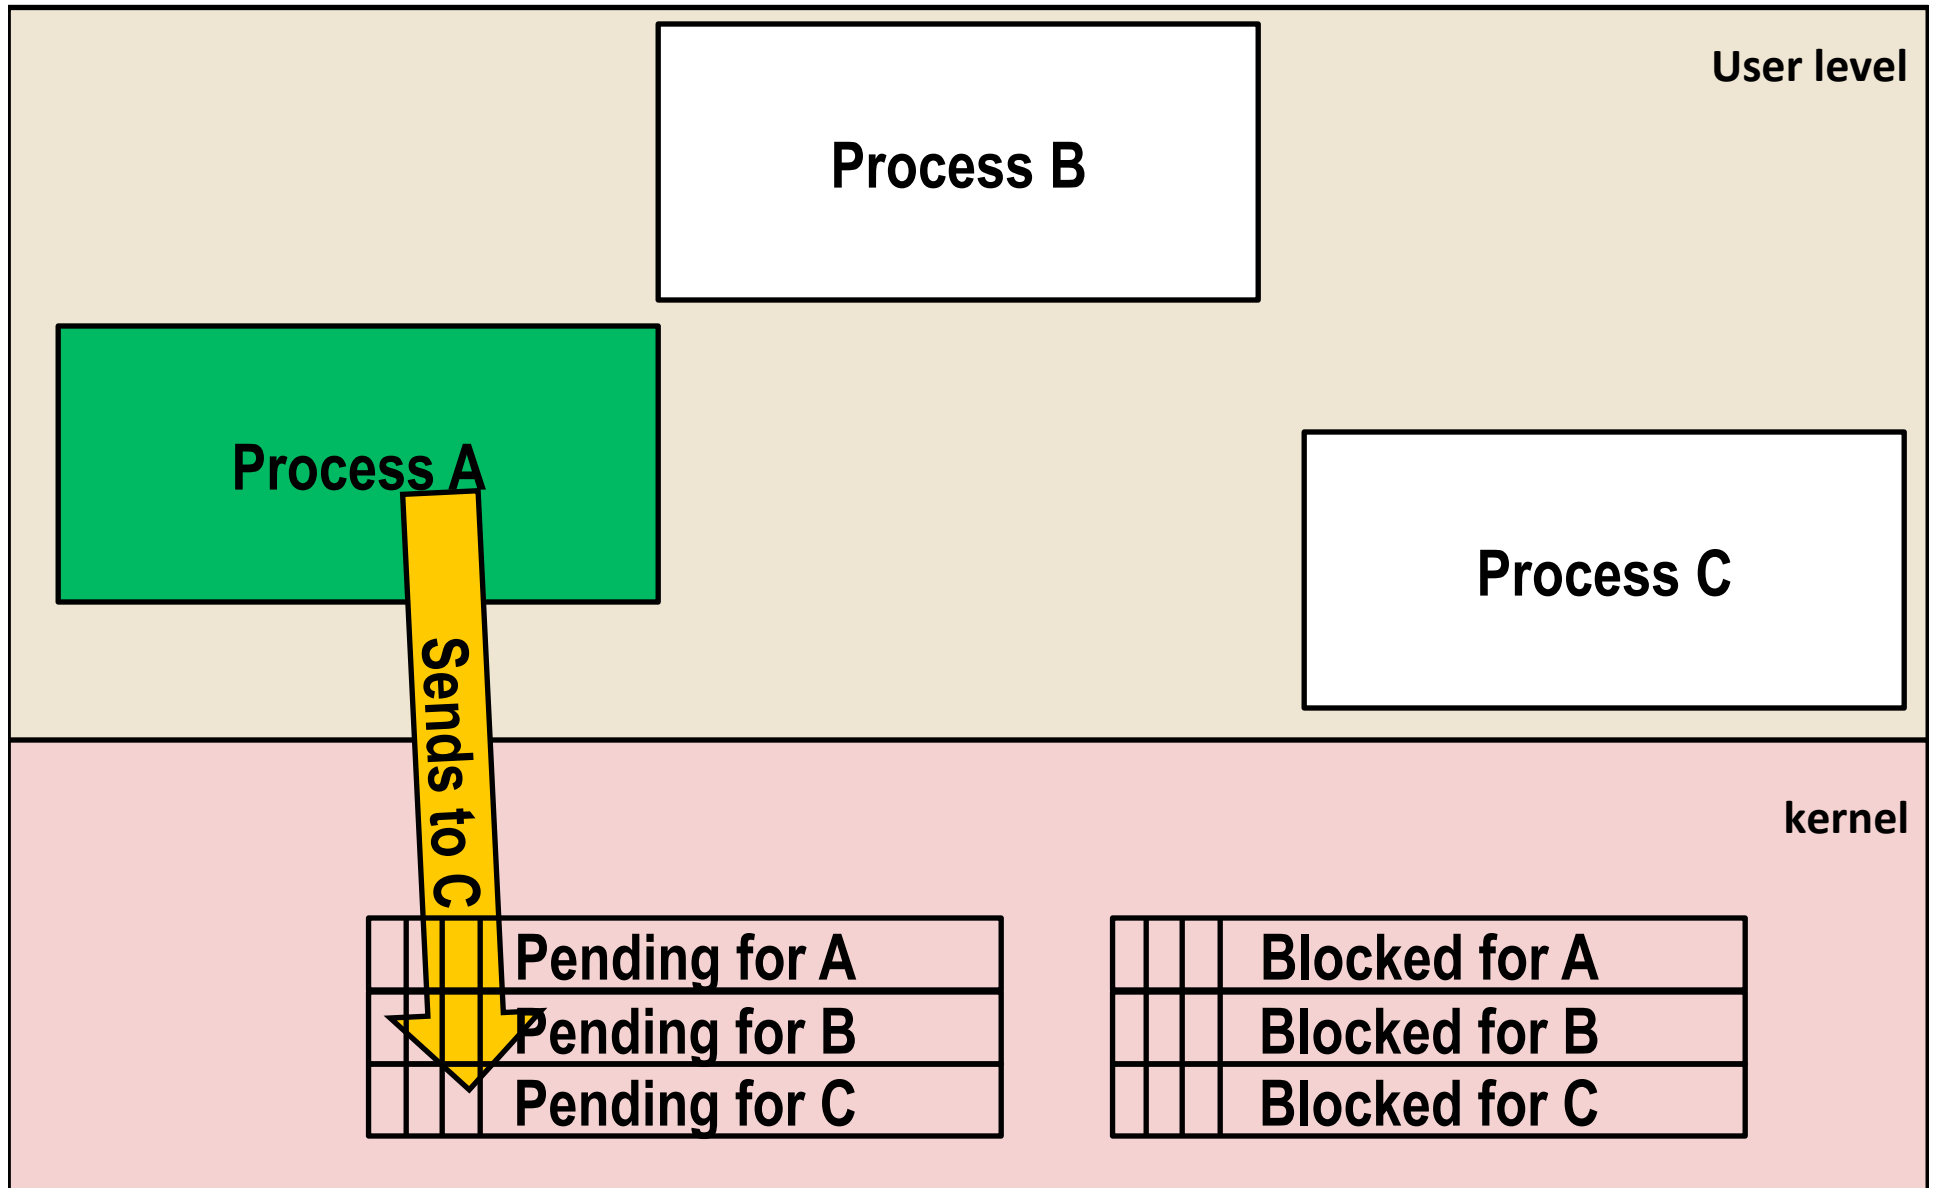 User level
Process B
Process A
Process C
Sends to C
kernel
Pending for A
Blocked for A
Pending for B
Blocked for B
Pending for C
Blocked for C